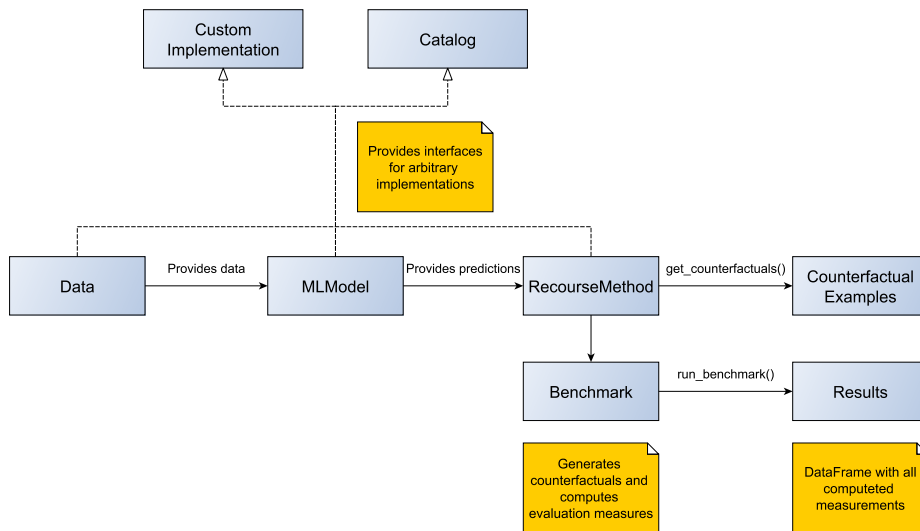 Custom
Implementation
Catalog
Provides interfaces
for arbitrary
implementations
Data
Provides data
MLModel
Provides predictions
RecourseMethod
get_counterfactuals()
Counterfactual
Examples
Benchmark
run_benchmark()
Results
Generates
counterfactuals and
computes
evaluation measures
DataFrame with all
computeted
measurements